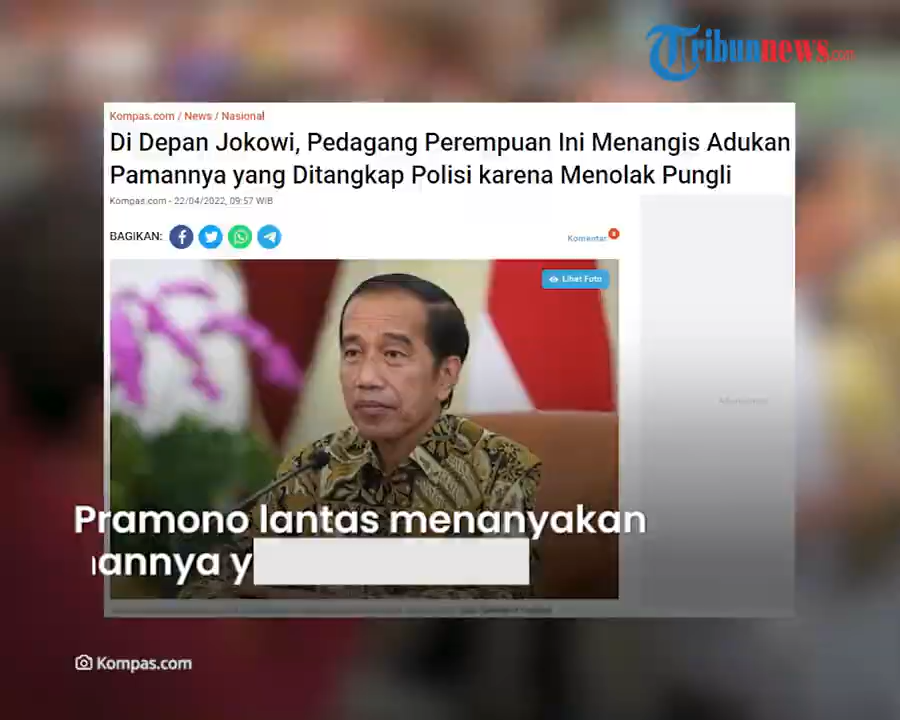 Tribunnews.com
Kompas.com / News / Nasional
Di Depan Jokowi, Pedagang Perempuan Ini Menangis Adukan
Pamannya yang Ditangkap Polisi karena Menolak Pungli
Kompas.com - 22/04/2022, 09:57 WIB
BAGIKAN:
Komentar
Lihat Foto
Advertisement
Pramono lantas menanyakan
annya y
Kompas.com